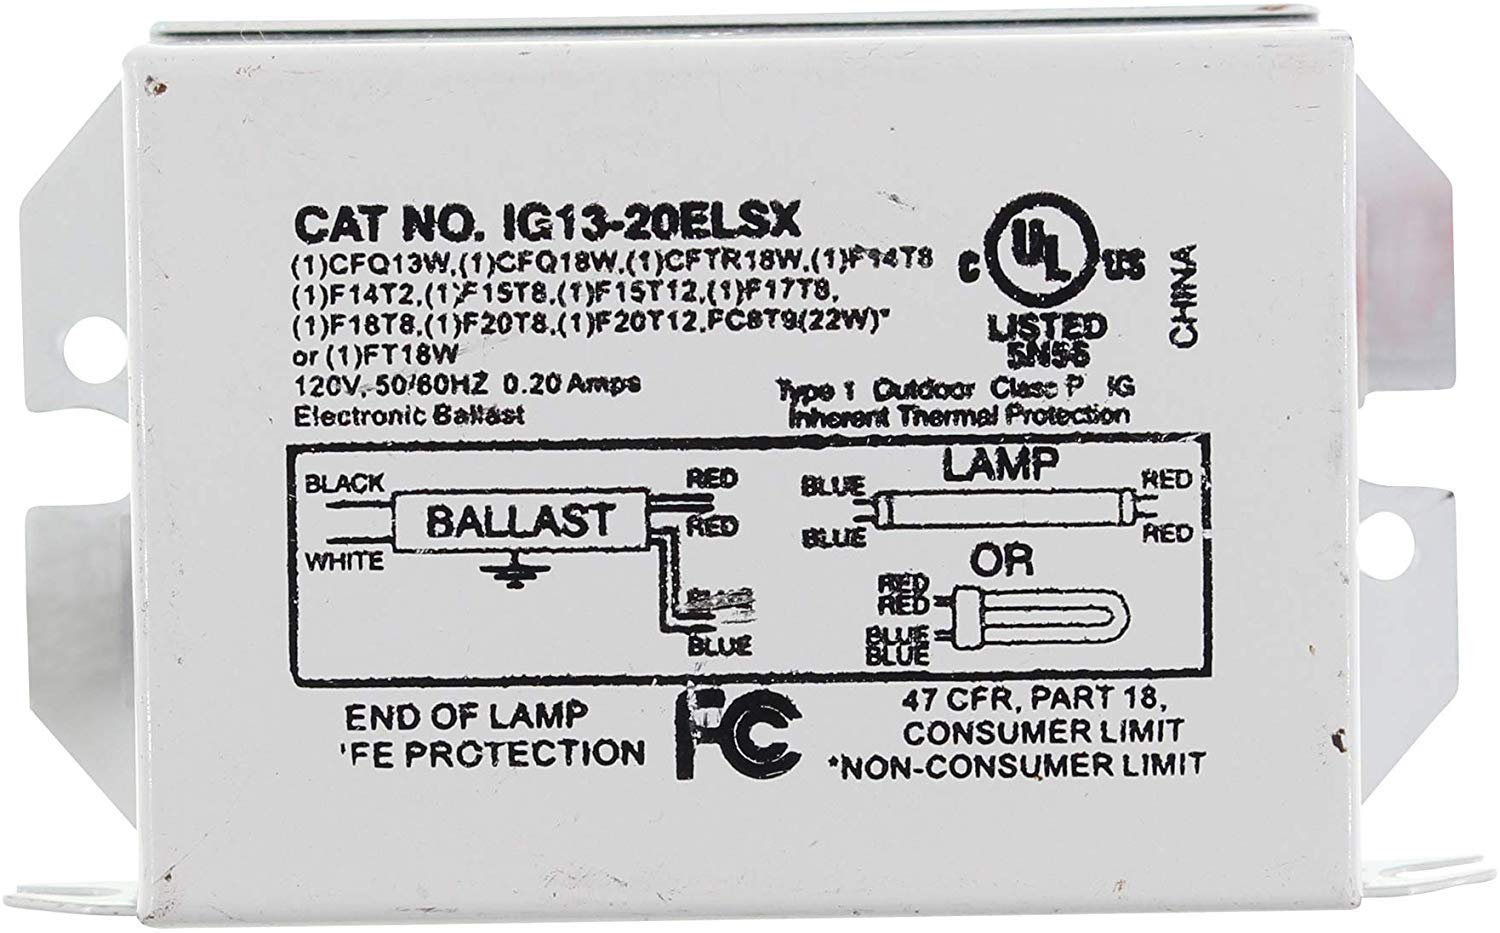 CAT NO. IG13-20ELSX
(1)CFQ13W,(1)CFQ18W,(1)CFTR18W,(1)F14T8
(1)F14T2,(1)F15T8,(1)F15T12,(1)F17T8,
(1)F18T8,(1)F20T8,(1)F20T12,FC8T9(22W)*
or (1)FT18W
120V, 50/60HZ 0.20 Amps
Electronic Ballast
C UL US
LISTED
5N56
CHINA
Type 1 Outdoor Class P IG
Inherent Thermal Protection
BLACK
WHITE
BALLAST
RED
RED
BLUE
BLUE
LAMP
BLUE
BLUE
RED
RED
OR
RED
RED
BLUE
BLUE
END OF LAMP
'FE PROTECTION
FC
47 CFR, PART 18,
CONSUMER LIMIT
*NON-CONSUMER LIMIT